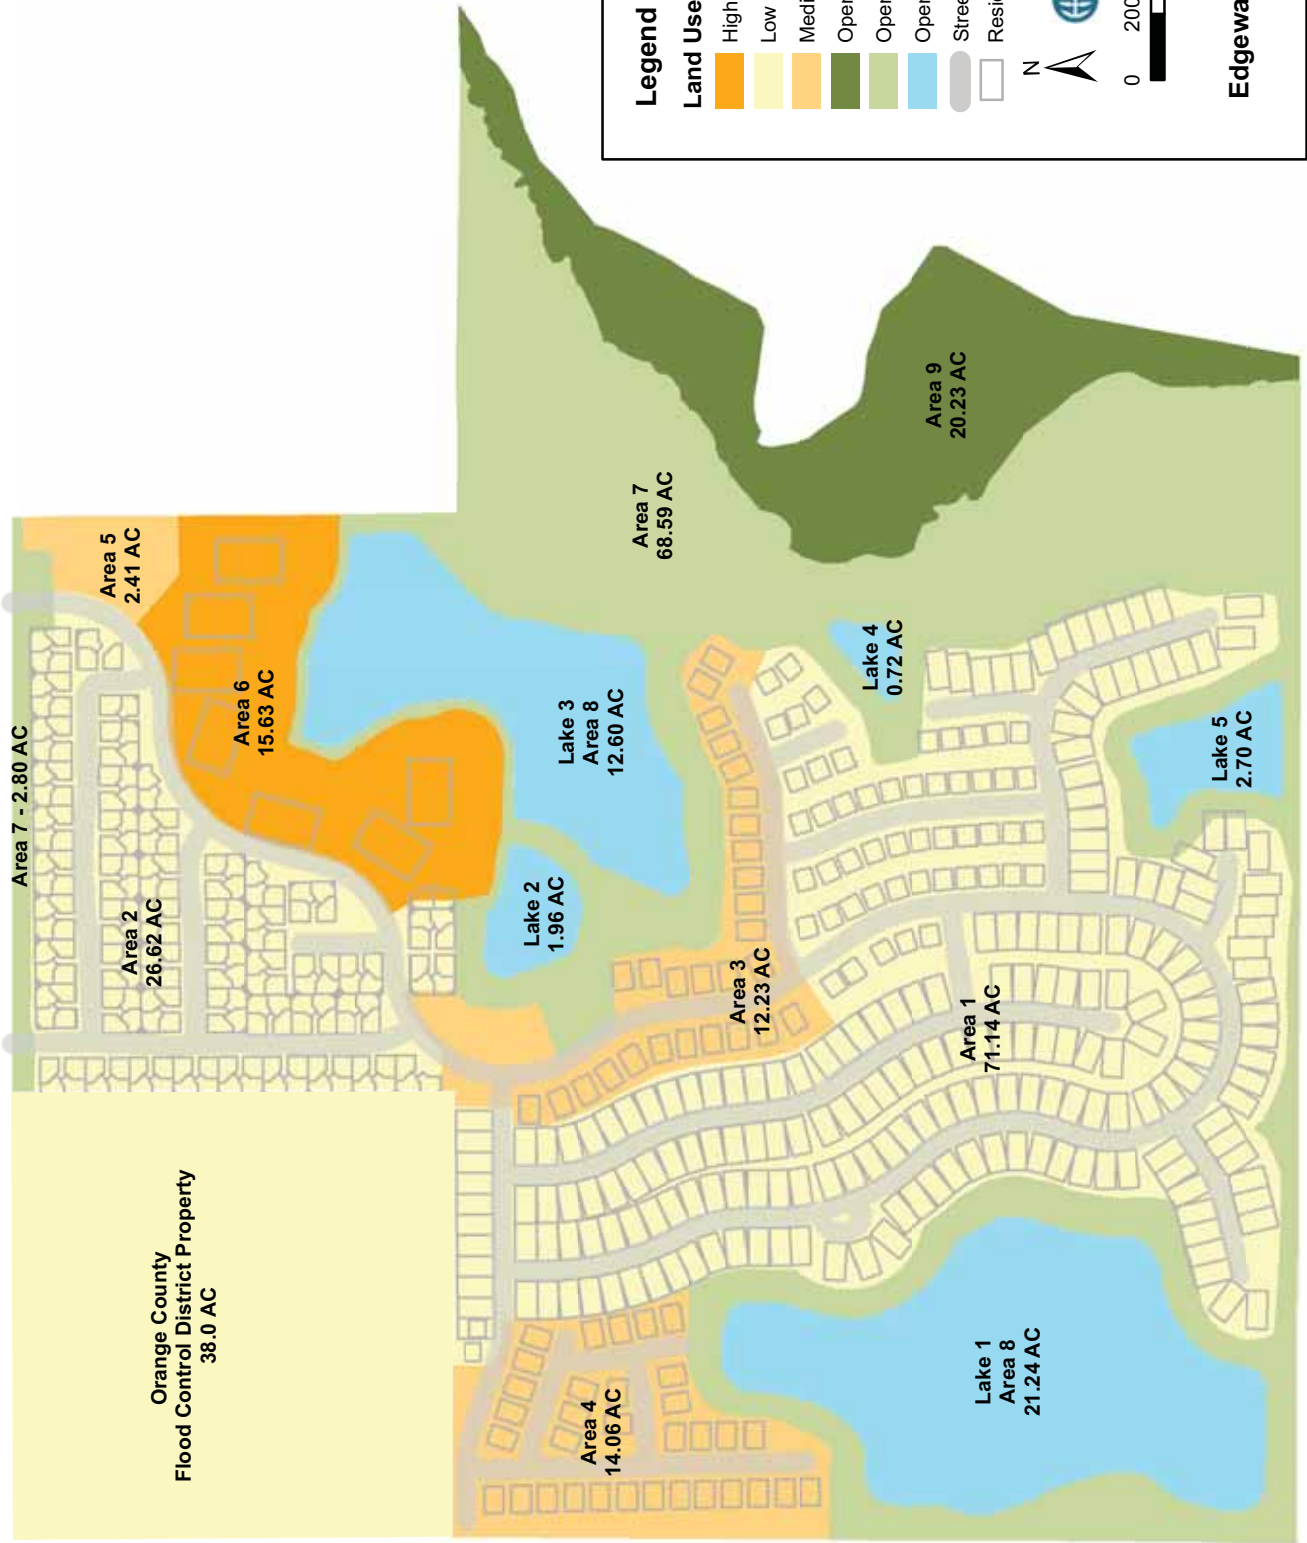 Area 7 - 2.80 AC
Area 5
2.41 AC
Area 2
26.62 AC
Area 6
15.63 AC
Orange County
Flood Control District Property
38.0 AC
Lake 2
1.96 AC
Lake 3
Area 8
12.60 AC
Area 7
68.59 AC
Area 9
20.23 AC
Area 3
12.23 AC
Lake 4
0.72 AC
Area 4
14.06 AC
Area 1
71.14 AC
Lake 1
Area 8
21.24 AC
Lake 5
2.70 AC
Legend
Land Use
High
Low
Medi
Open
Open
Open
Stree
Resid
N
0 200
Edgewa